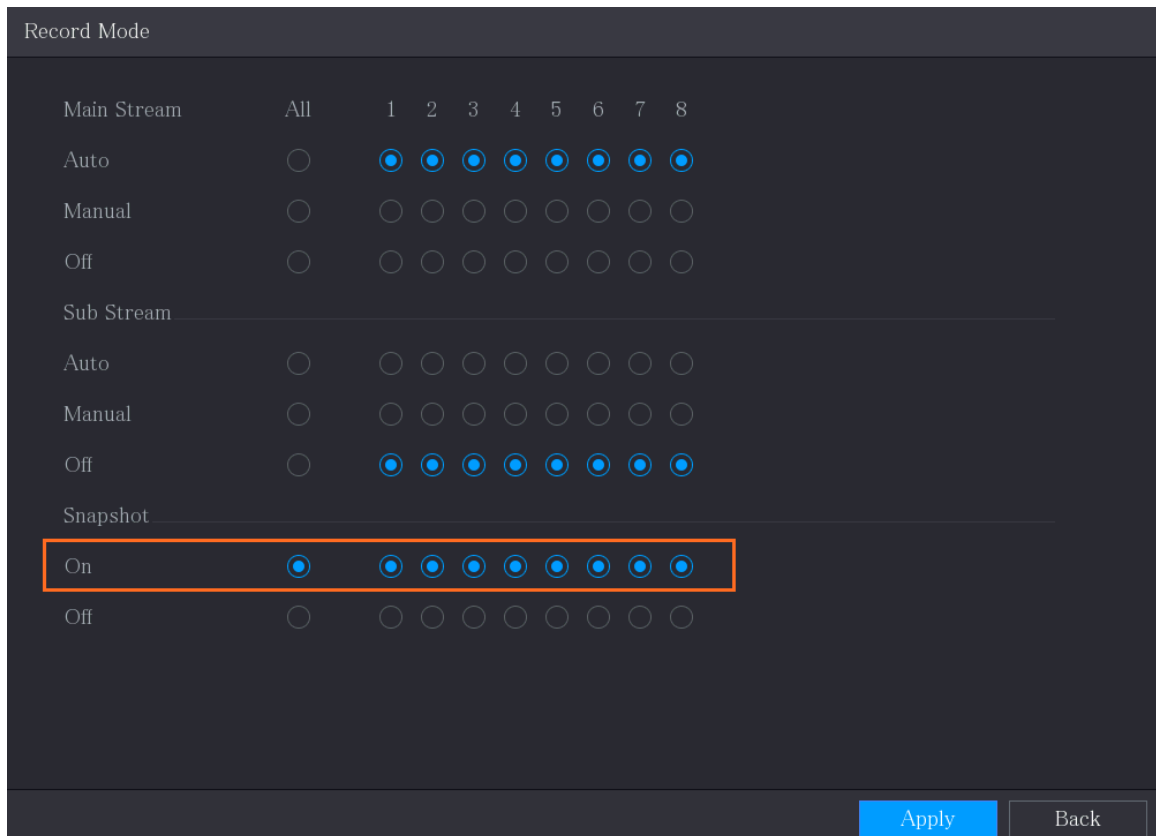 Record Mode
Main Stream All 1 2 3 4 5 6 7 8
Auto
Manual
Off
Sub Stream
Auto
Manual
Off
Snapshot
On
Off
Apply Back